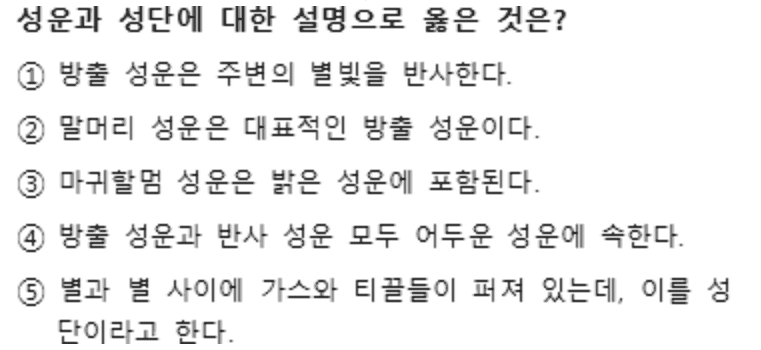 성운과 성단에 대한 설명으로 옳은 것은?
① 방출 성운은 주변의 별빛을 반사한다.
② 말머리 성운은 대표적인 방출 성운이다.
③ 마귀할멈 성운은 밝은 성운에 포함된다.
④ 방출 성운과 반사 성운 모두 어두운 성운에 속한다.
⑤ 별과 별 사이에 가스와 티끌들이 퍼져 있는데, 이를 성
단이라고 한다.